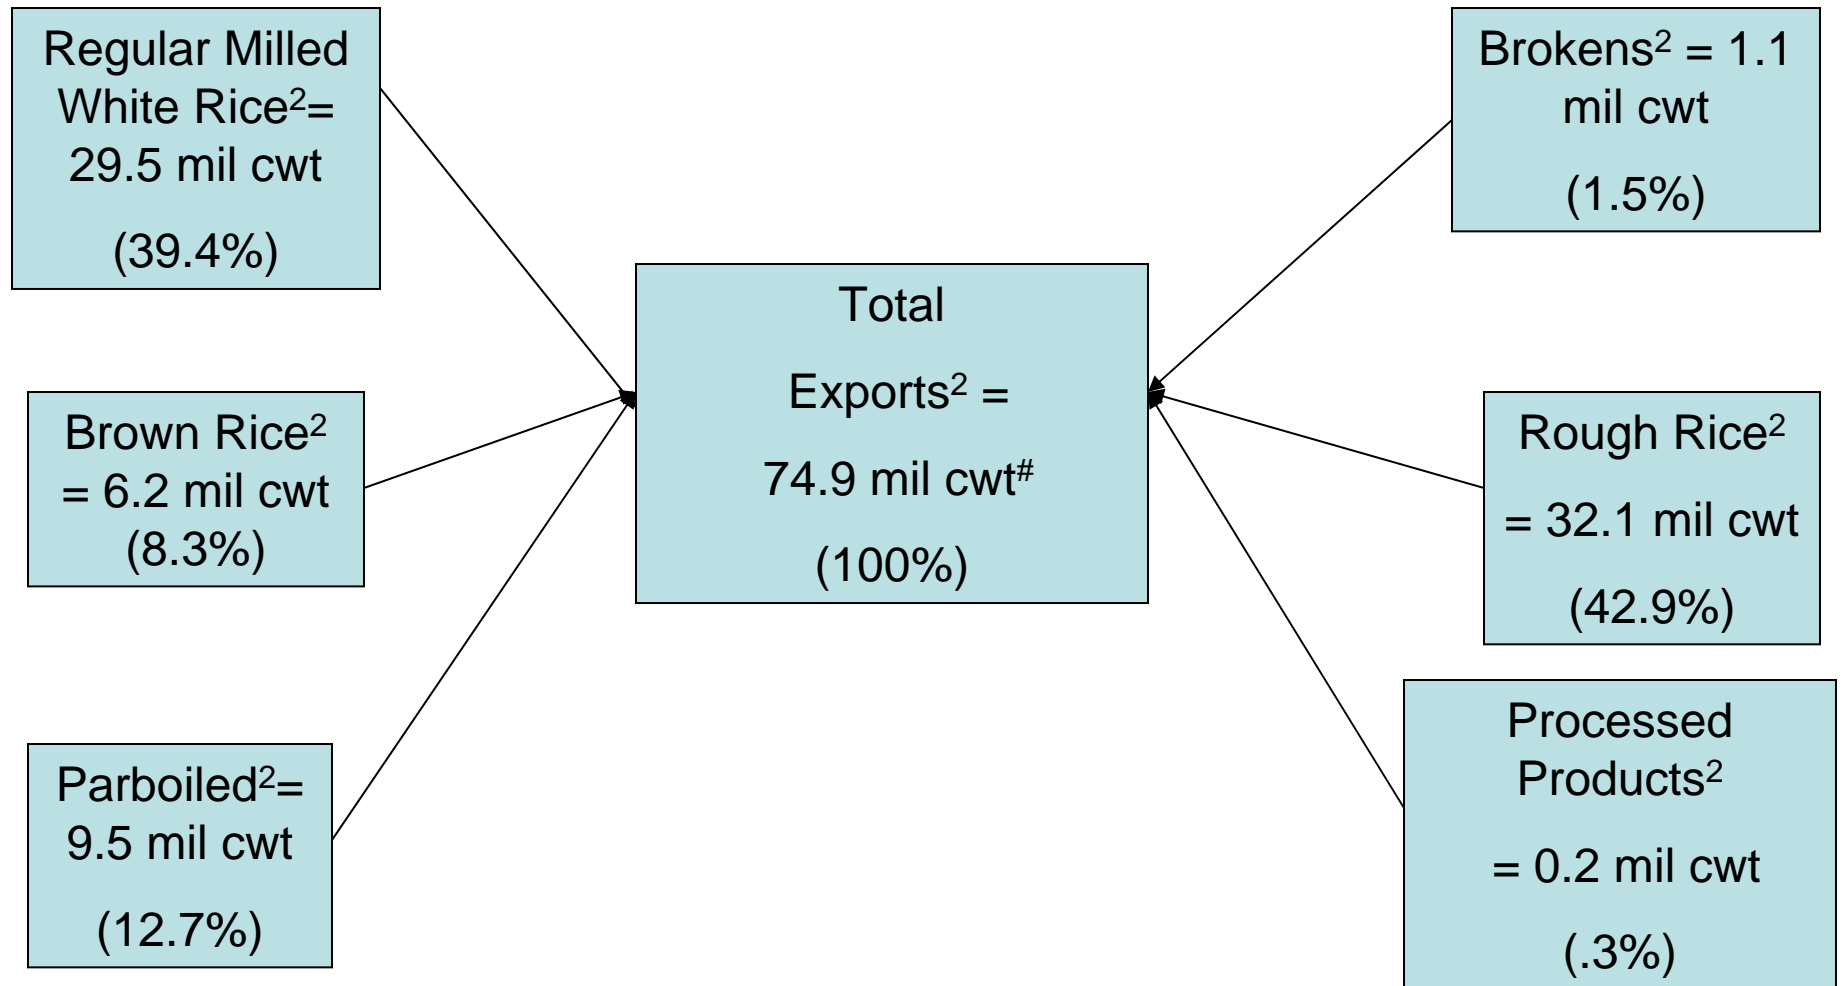 Regular Milled
White Rice²=
29.5 mil cwt
(39.4%)
Brown Rice²
= 6.2 mil cwt
(8.3%)
Parboiled²=
9.5 mil cwt
(12.7%)
Total
Exports² =
74.9 mil cwt#
(100%)
Brokens² = 1.1
mil cwt
(1.5%)
Rough Rice²
= 32.1 mil cwt
(42.9%)
Processed
Products²
= 0.2 mil cwt
(.3%)